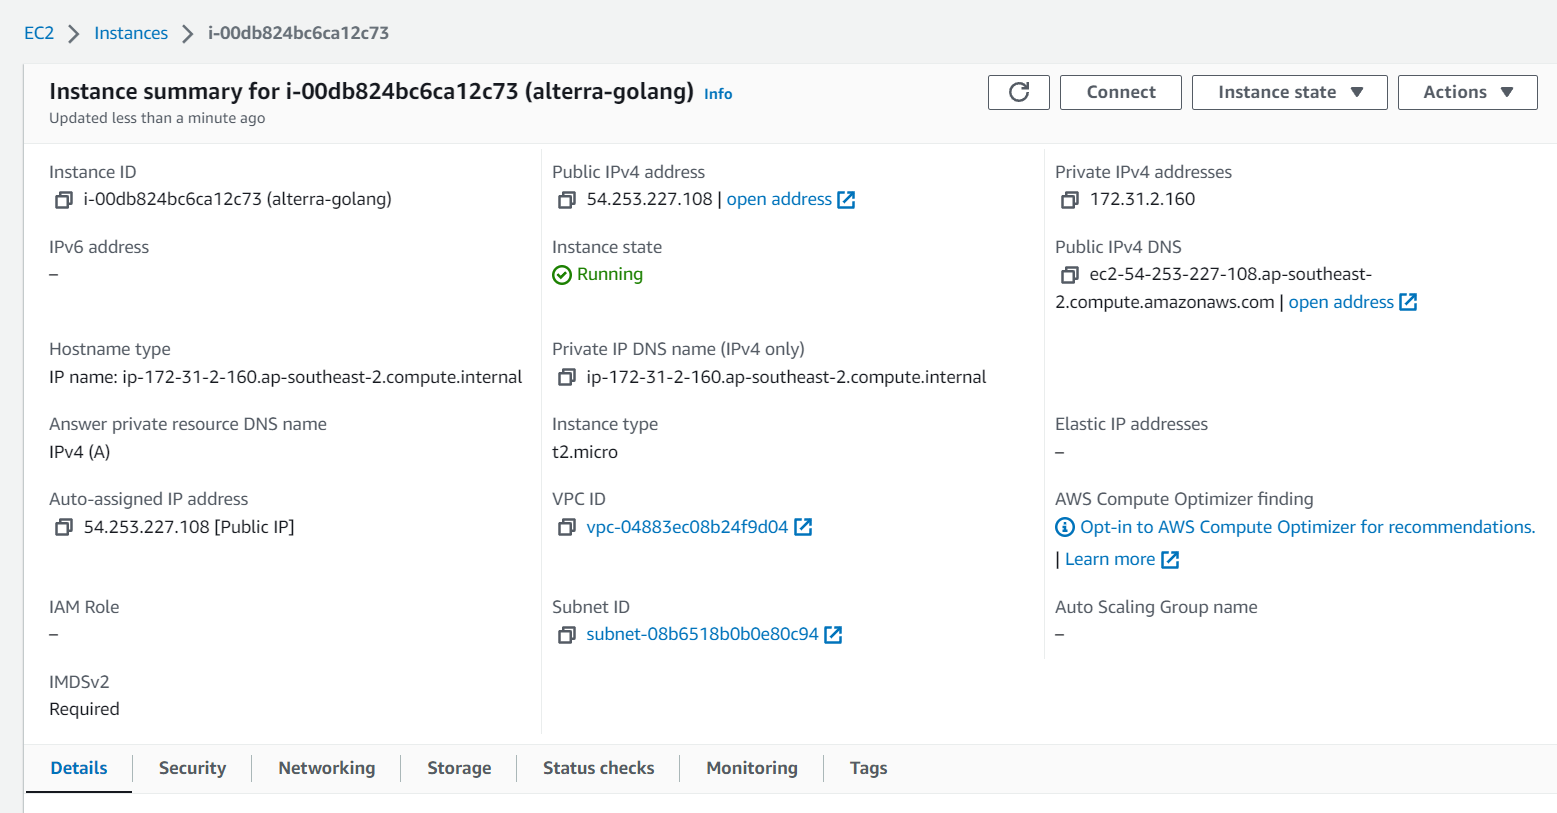 EC2 > Instances > i-00db824bc6ca12c73
Instance summary for i-00db824bc6ca12c73 (alterra-golang) Info
Updated less than a minute ago
Connect
Instance state
Actions
Instance ID
i-00db824bc6ca12c73 (alterra-golang)
Public IPv4 address
54.253.227.108 | open address
Private IPv4 addresses
172.31.2.160
IPv6 address
–
Instance state
Running
Public IPv4 DNS
ec2-54-253-227-108.ap-southeast-
2.compute.amazonaws.com | open address
Hostname type
IP name: ip-172-31-2-160.ap-southeast-2.compute.internal
Private IP DNS name (IPv4 only)
ip-172-31-2-160.ap-southeast-2.compute.internal
Answer private resource DNS name
IPv4 (A)
Instance type
t2.micro
Elastic IP addresses
–
Auto-assigned IP address
54.253.227.108 [Public IP]
VPC ID
vpc-04883ec08b24f9d04
AWS Compute Optimizer finding
Opt-in to AWS Compute Optimizer for recommendations.
| Learn more
IAM Role
–
Subnet ID
subnet-08b6518b0b0e80c94
Auto Scaling Group name
–
IMDSv2
Required
Details
Security
Networking
Storage
Status checks
Monitoring
Tags